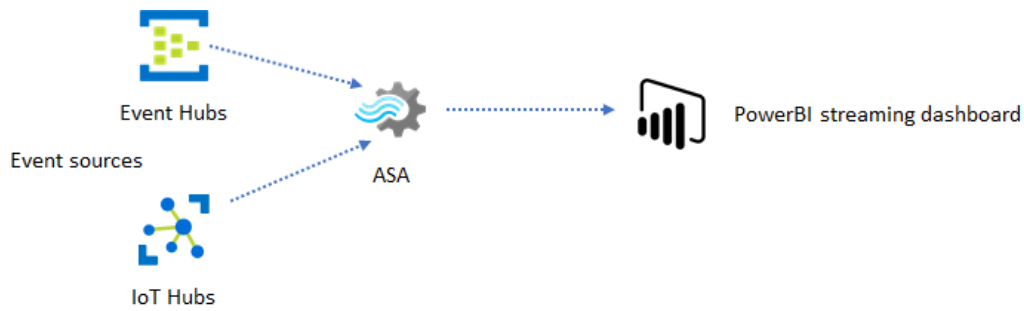 Event Hubs
PowerBI streaming dashboard
Event sources
ASA
IoT Hubs